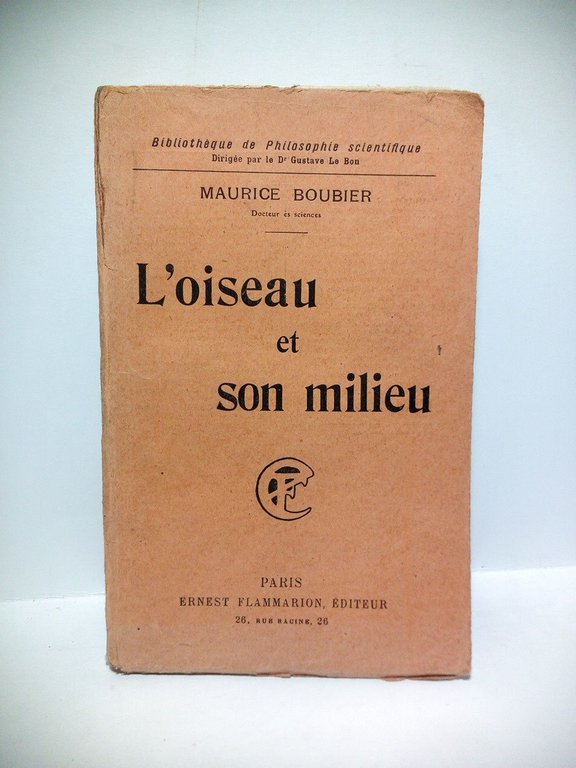 Bibliothèque de Philosophie scientifique
Dirigée par le Dr Gustave Le Bon
MAURICE BOUBIER
Docteur ès sciences
L'oiseau
et
son milieu
PARIS
ERNEST FLAMMARION, ÉDITEUR
26, RUE RACINE, 26